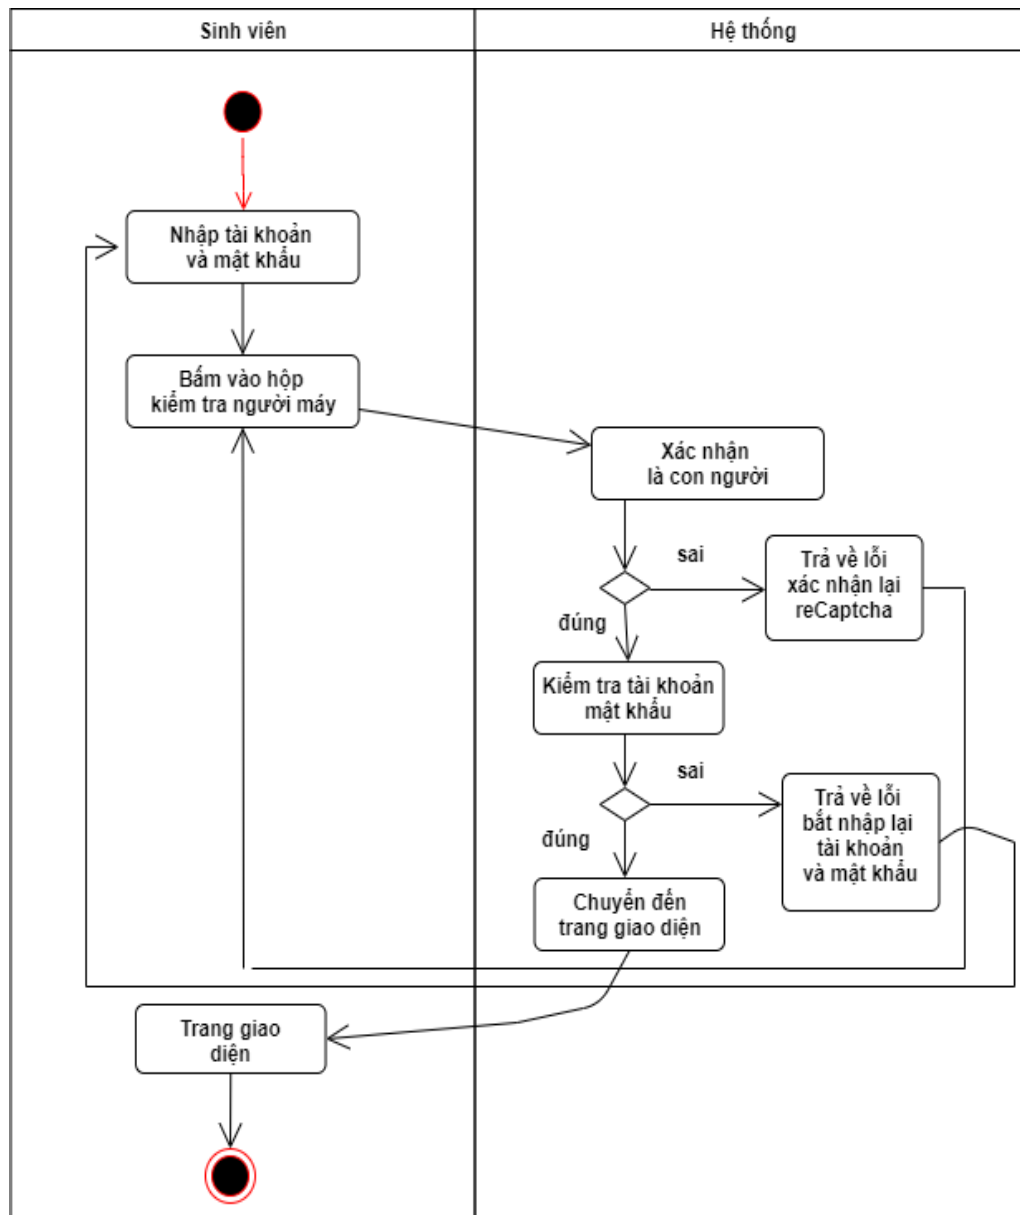 Sinh viên
Hệ thống
Nhập tài khoản
và mật khẩu
Bấm vào hộp
kiểm tra người máy
Xác nhận
là con người
sai
Trả về lỗi
xác nhận lại
reCaptcha
đúng
Kiểm tra tài khoản
mật khẩu
sai
Trả về lỗi
bắt nhập lại
tài khoản
và mật khẩu
đúng
Chuyển đến
trang giao diện
Trang giao
diện